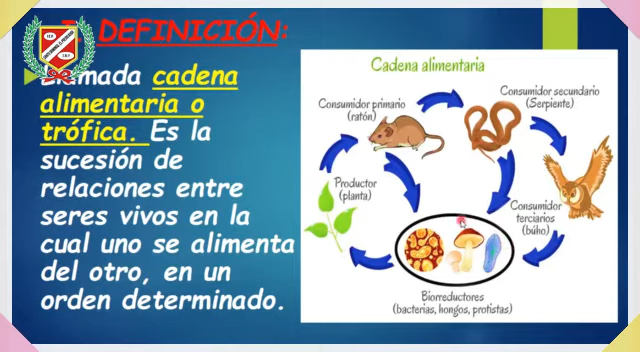 I. DEFINICIÓN:
Llamada cadena
alimentaria o
trófica. Es la
sucesión de
relaciones entre
seres vivos en la
cual uno se alimenta
del otro, en un
orden determinado.
Cadena alimentaria
Consumidor primario
(ratón)
Consumidor secundario
(Serpiente)
Productor
(planta)
Consumidor
terciarios
(búho)
Biorreductores
(bacterias, hongos, protistas)